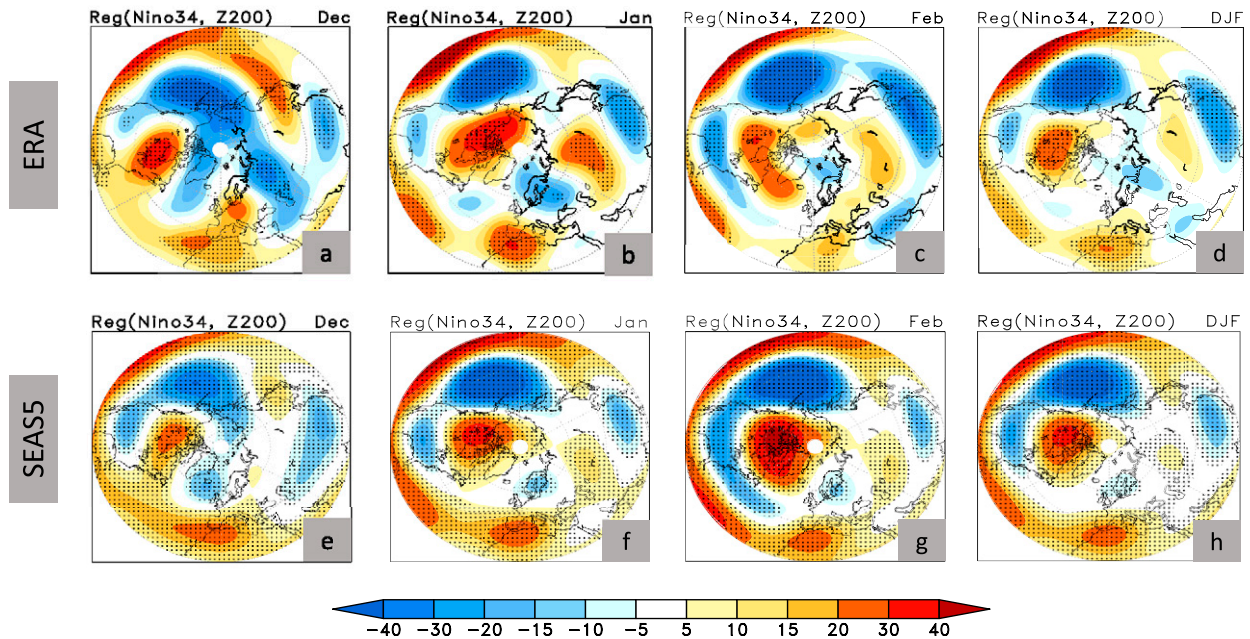 Reg(Nino34, Z200) Dec
Reg(Nino34, Z200) Jan
Reg(Nino34, Z200) Feb
Reg(Nino34, Z200) DJF
ERA
a
b
c
d
Reg(Nino34, Z200) Dec
Reg(Nino34, Z200) Jan
Reg(Nino34, Z200) Feb
Reg(Nino34, Z200) DJF
SEAS5
e
f
g
h
−40 −30 −20 −15 −10 −5 5 10 15 20 30 40